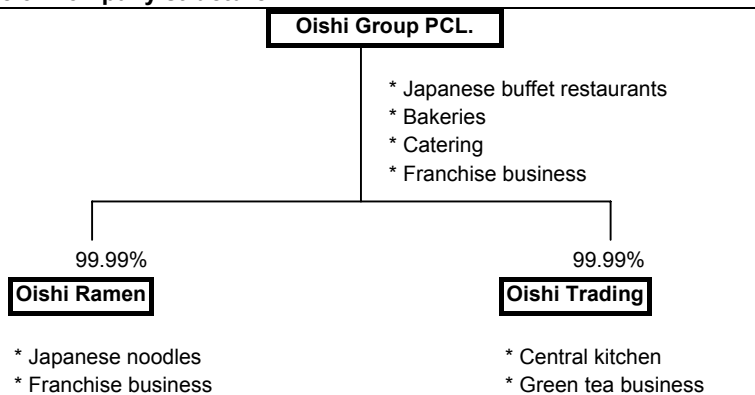 Oishi Group PCL.
* Japanese buffet restaurants
* Bakeries
* Catering
* Franchise business
99.99%
99.99%
Oishi Ramen
Oishi Trading
* Japanese noodles
* Central kitchen
* Franchise business
* Green tea business